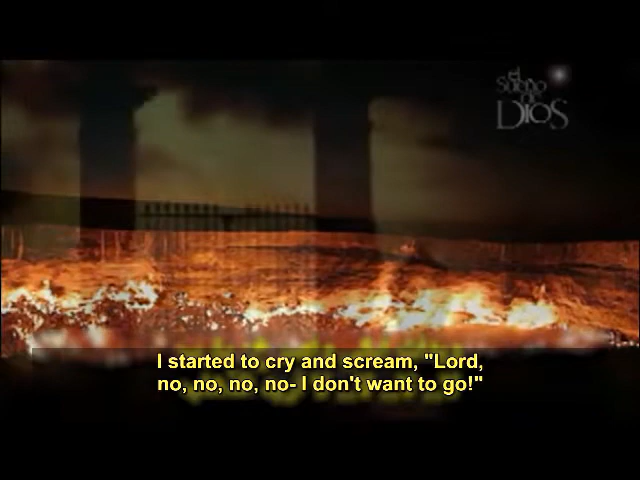 el
Sueño
de
Dios
I started to cry and scream, "Lord,
no, no, no, no- I don't want to go!"